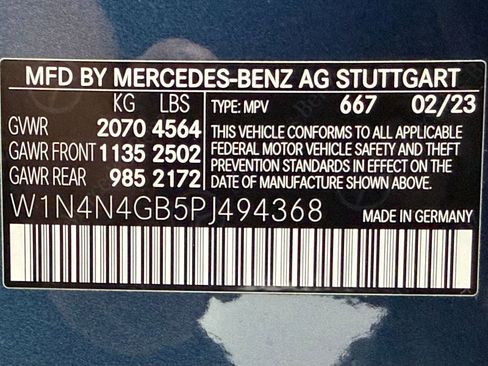 MFD BY MERCEDES-BENZ AG STUTTGART
KG LBS TYPE: MPV 667 02/23
GVWR 2070 4564
GAWR FRONT 1135 2502
GAWR REAR 985 2172
THIS VEHICLE CONFORMS TO ALL APPLICABLE
FEDERAL MOTOR VEHICLE SAFETY AND THEFT
PREVENTION STANDARDS IN EFFECT ON THE
DATE OF MANUFACTURE SHOWN ABOVE.
W1N4N4GB5PJ494368 MADE IN GERMANY